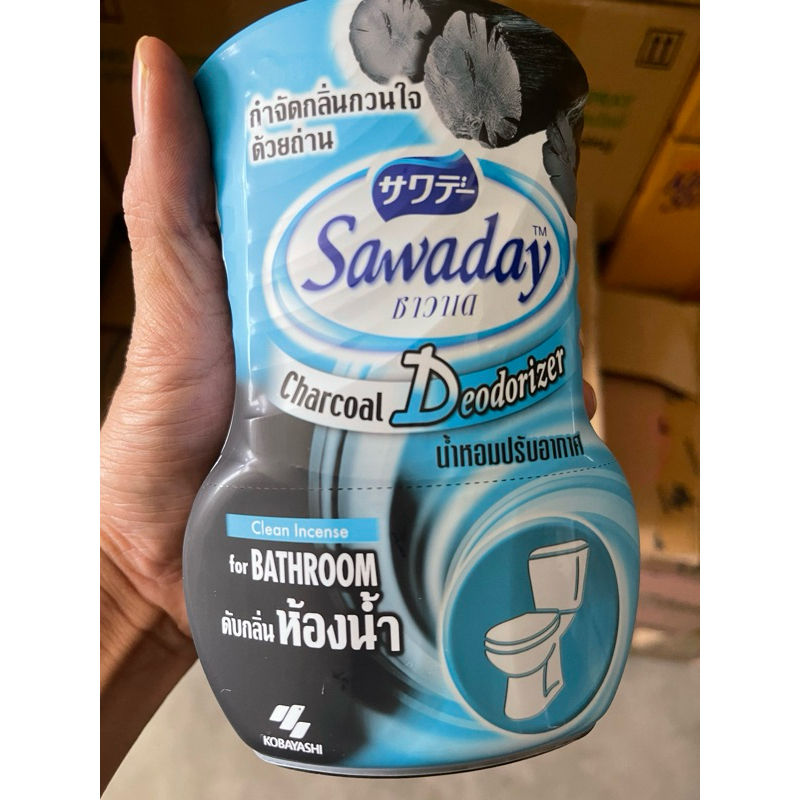 กำจัดกลิ่นกวนใจ
ด้วยถ่าน
サワデー
Sawaday™
ซาวาเด
Charcoal Deodorizer
น้ำหอมปรับอากาศ
Clean Incense
for BATHROOM
ดับกลิ่น ห้องน้ำ
KOBAYASHI